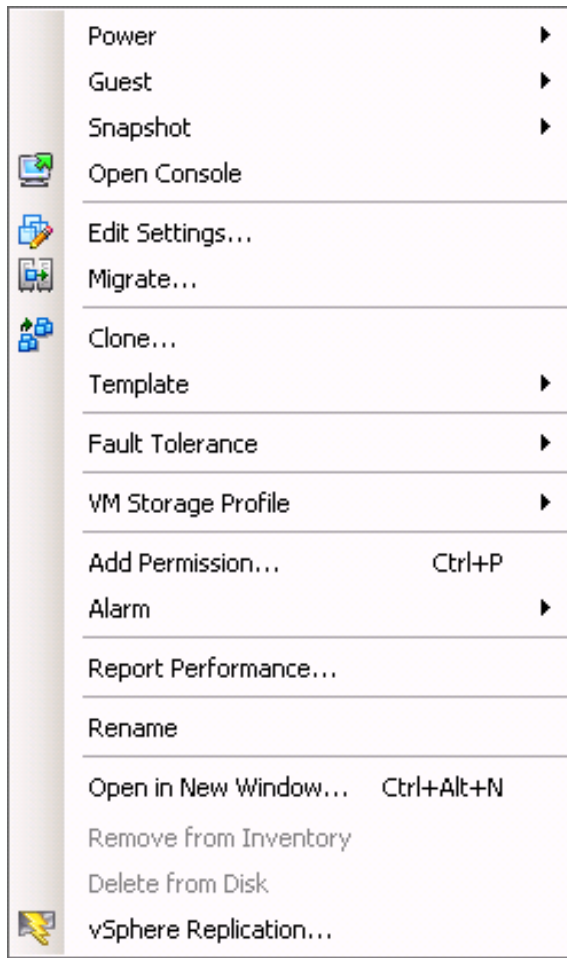 Power
Guest
Snapshot
Open Console
Edit Settings...
Migrate...
Clone...
Template
Fault Tolerance
VM Storage Profile
Add Permission... Ctrl+P
Alarm
Report Performance...
Rename
Open in New Window... Ctrl+Alt+N
Remove from Inventory
Delete from Disk
vSphere Replication...